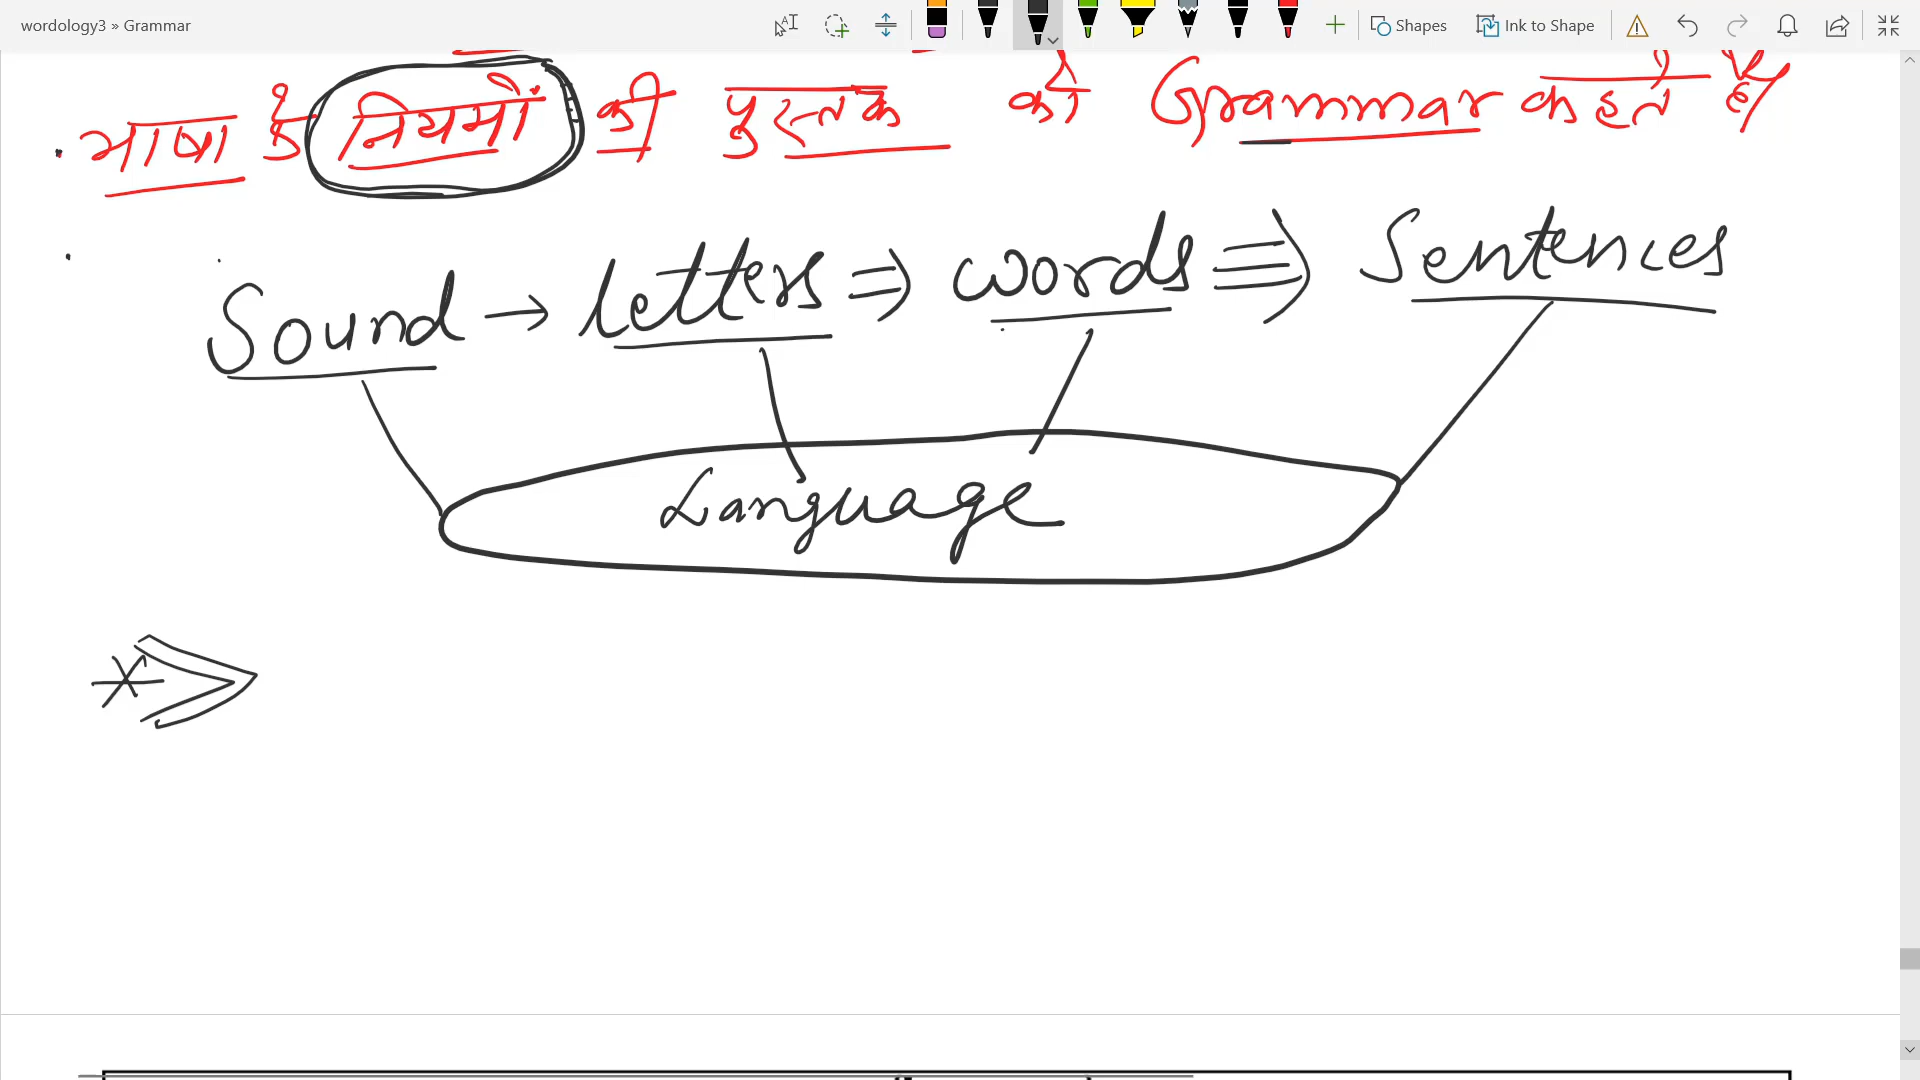 wordology3 » Grammar
Shapes
Ink to Shape
भाषा के नियमों की पुस्तक को Grammar कहते है
Sound → letters ⇒ words ⇒ Sentences
Language